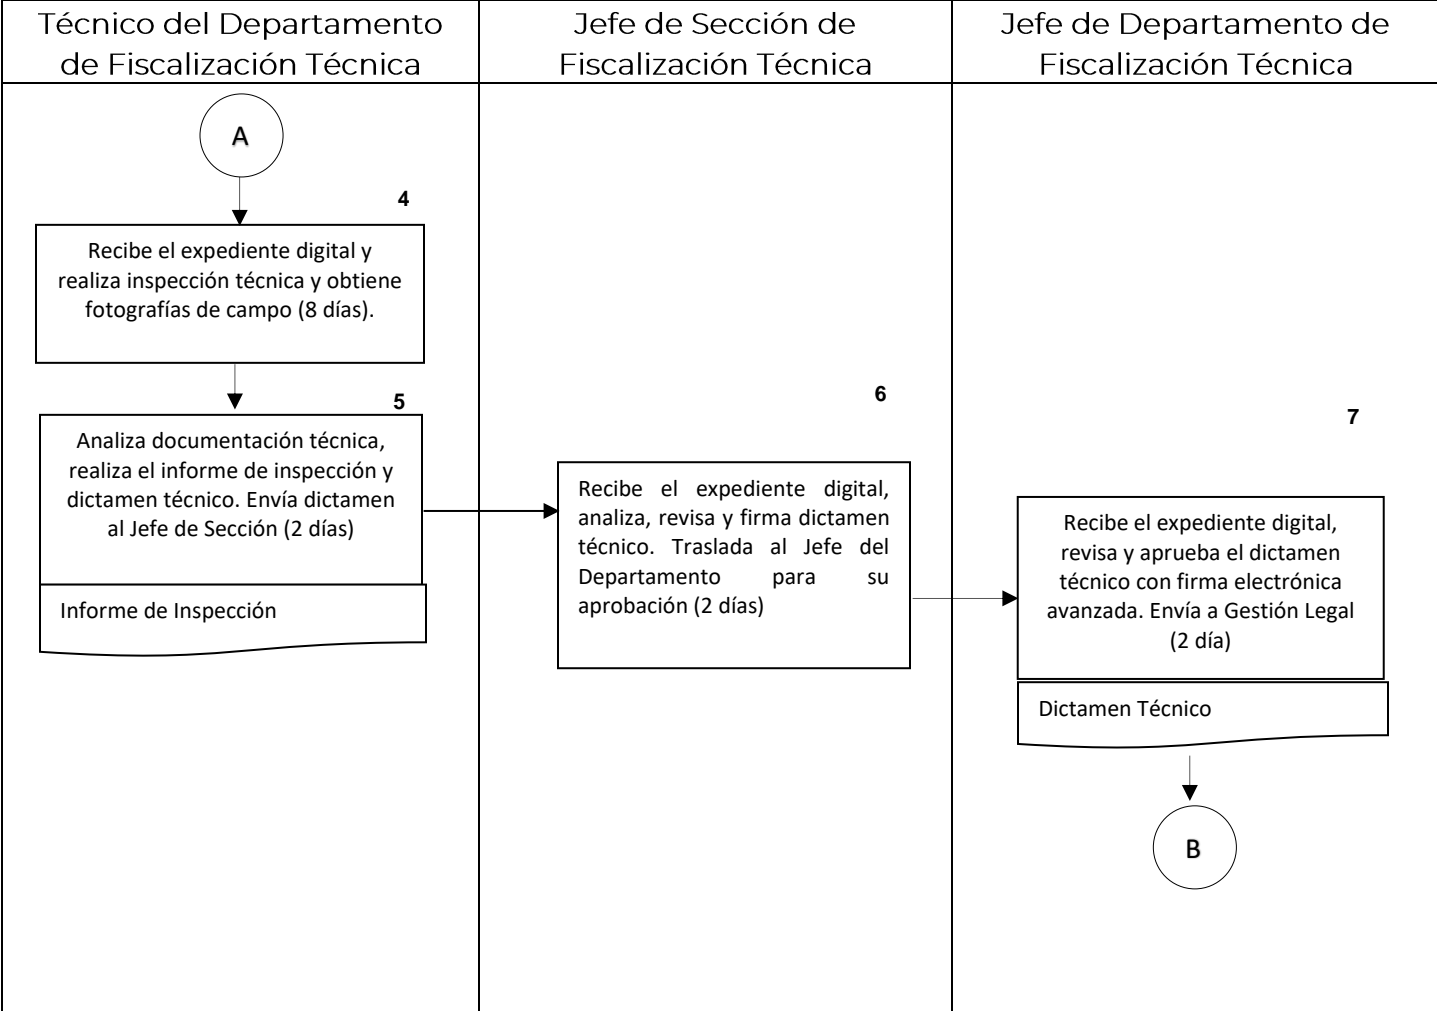 Técnico del Departamento
de Fiscalización Técnica
Jefe de Sección de
Fiscalización Técnica
Jefe de Departamento de
Fiscalización Técnica
A
4
Recibe el expediente digital y
realiza inspección técnica y obtiene
fotografías de campo (8 días).
5
Analiza documentación técnica,
realiza el informe de inspección y
dictamen técnico. Envía dictamen
al Jefe de Sección (2 días)
Informe de Inspección
6
Recibe el expediente digital,
analiza, revisa y firma dictamen
técnico. Traslada al Jefe del
Departamento para su
aprobación (2 días)
7
Recibe el expediente digital,
revisa y aprueba el dictamen
técnico con firma electrónica
avanzada. Envía a Gestión Legal
(2 día)
Dictamen Técnico
B